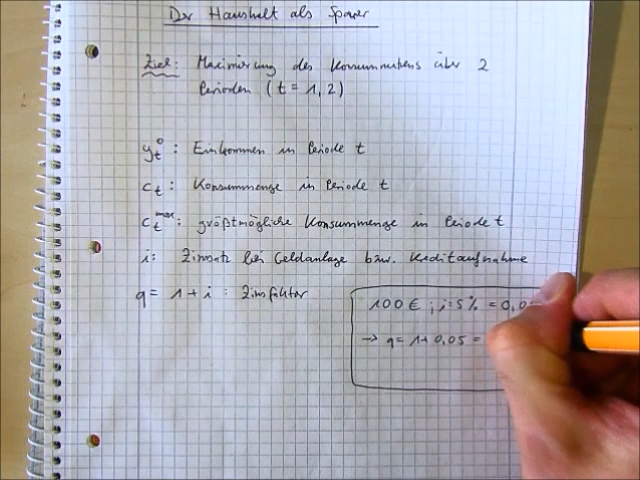 Der Haushalt als Sparer
Ziel: Maximierung des Konsumnutzens über 2
Perioden (t = 1, 2)
y_t^0 : Einkommen in Periode t
c_t : Konsummenge in Periode t
c_t^max : größtmögliche Konsummenge in Periode t
i : Zinssatz bei Geldanlage bzw. Kreditaufnahme
q = 1 + i : Zinsfaktor
100 € ; i = 5 % = 0,0
→ q = 1 + 0,05 =